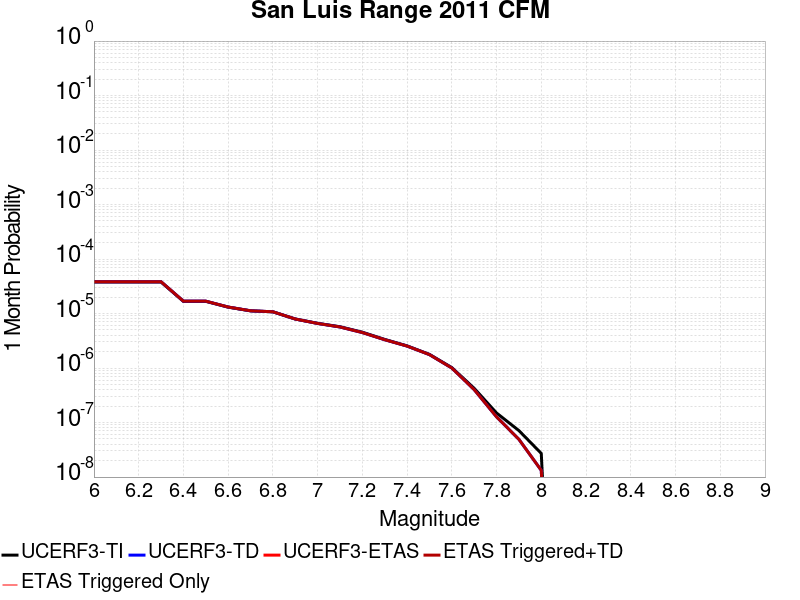 San Luis Range 2011 CFM
1 Month Probability
10^0
10^-1
10^-2
10^-3
10^-4
10^-5
10^-6
10^-7
10^-8
6 6.2 6.4 6.6 6.8 7 7.2 7.4 7.6 7.8 8 8.2 8.4 8.6 8.8 9
Magnitude
UCERF3-TI UCERF3-TD UCERF3-ETAS ETAS Triggered+TD
ETAS Triggered Only